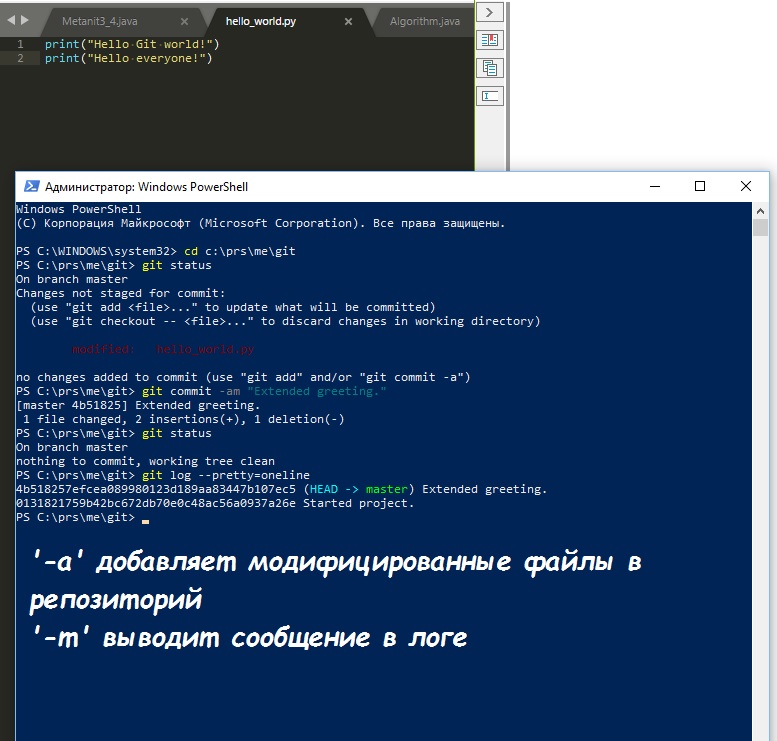 Metanit3_4.java × hello_world.py × Algorithm.java
1 print("Hello Git world!")
2 print("Hello everyone!")
Администратор: Windows PowerShell
Windows PowerShell
(C) Корпорация Майкрософт (Microsoft Corporation). Все права защищены.
PS C:\WINDOWS\system32> cd c:\prs\me\git
PS C:\prs\me\git> git status
On branch master
Changes not staged for commit:
(use "git add <file>..." to update what will be committed)
(use "git checkout -- <file>..." to discard changes in working directory)
modified: hello_world.py
no changes added to commit (use "git add" and/or "git commit -a")
PS C:\prs\me\git> git commit -am "Extended greeting."
[master 4b51825] Extended greeting.
1 file changed, 2 insertions(+), 1 deletion(-)
PS C:\prs\me\git> git status
On branch master
nothing to commit, working tree clean
PS C:\prs\me\git> git log --pretty=oneline
4b518257efcea089980123d189aa83447b107ec5 (HEAD -> master) Extended greeting.
0131821759b42bc672db70e0c48ac56a0937a26e Started project.
PS C:\prs\me\git>
'-a' добавляет модифицированные файлы в
репозиторий
'-m' выводит сообщение в логе